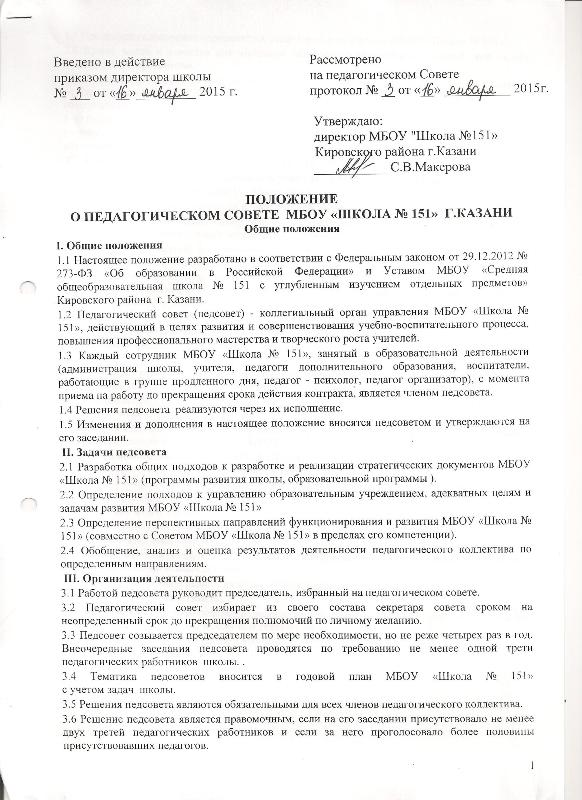 Введено в действие
приказом директора школы
№ 3 от «16» января 2015 г.
Рассмотрено
на педагогическом Совете
протокол № 3 от «16» января 2015г.
Утверждаю:
директор МБОУ "Школа №151»
Кировского района г.Казани
С.В.Макерова
ПОЛОЖЕНИЕ
О ПЕДАГОГИЧЕСКОМ СОВЕТЕ МБОУ «ШКОЛА № 151» Г.КАЗАНИ
Общие положения
I. Общие положения
1.1 Настоящее положение разработано в соответствии с Федеральным законом от 29.12.2012 №
273-ФЗ «Об образовании в Российской Федерации» и Уставом МБОУ «Средняя
общеобразовательная школа № 151 с углубленным изучением отдельных предметов»
Кировского района г. Казани.
1.2 Педагогический совет (педсовет) - коллегиальный орган управления МБОУ «Школа №
151», действующий в целях развития и совершенствования учебно-воспитательного процесса,
повышения профессионального мастерства и творческого роста учителей.
1.3 Каждый сотрудник МБОУ «Школа № 151», занятый в образовательной деятельности
(администрация школы, учителя, педагоги дополнительного образования, воспитатели,
работающие в группе продленного дня, педагог - психолог, педагог организатор), с момента
приема на работу до прекращения срока действия контракта, является членом педсовета.
1.4 Решения педсовета реализуются через их исполнение.
1.5 Изменения и дополнения в настоящее положение вносятся педсоветом и утверждаются на
его заседании.
II. Задачи педсовета
2.1 Разработка общих подходов к разработке и реализации стратегических документов МБОУ
«Школа № 151» (программы развития школы, образовательной программы ).
2.2 Определение подходов к управлению образовательным учреждением, адекватных целям и
задачам развития МБОУ «Школа № 151»
2.3 Определение перспективных направлений функционирования и развития МБОУ «Школа №
151» (совместно с Советом МБОУ «Школа № 151» в пределах его компетенции).
2.4 Обобщение, анализ и оценка результатов деятельности педагогического коллектива по
определенным направлениям.
III. Организация деятельности
3.1 Работой педсовета руководит председатель, избранный на педагогическом совете.
3.2 Педагогический совет избирает из своего состава секретаря совета сроком на
неопределенный срок до прекращения полномочий по личному желанию.
3.3 Педсовет созывается председателем по мере необходимости, но не реже четырех раз в год.
Внеочередные заседания педсовета проводятся по требованию не менее одной трети
педагогических работников школы. .
3.4 Тематика педсоветов вносится в годовой план МБОУ «Школа № 151»
с учетом задач школы.
3.5 Решения педсовета являются обязательными для всех членов педагогического коллектива.
3.6 Решение педсовета является правомочным, если на его заседании присутствовало не менее
двух третей педагогических работников и если за него проголосовало более половины
присутствовавших педагогов.
1